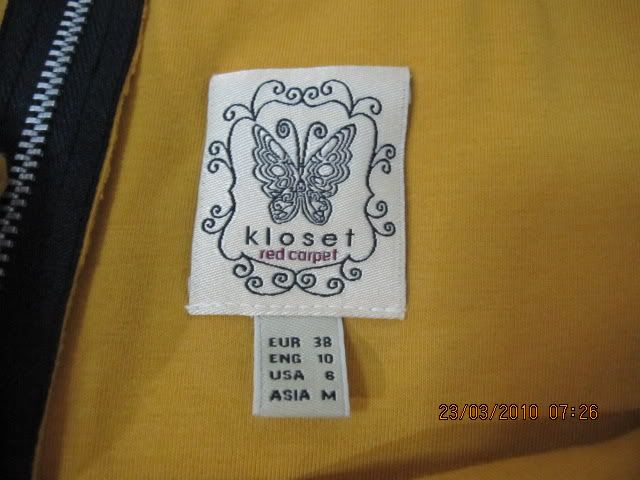 kloset
red carpet
EUR 38
ENG 10
USA 6
ASIA M
23/03/2010 07:26